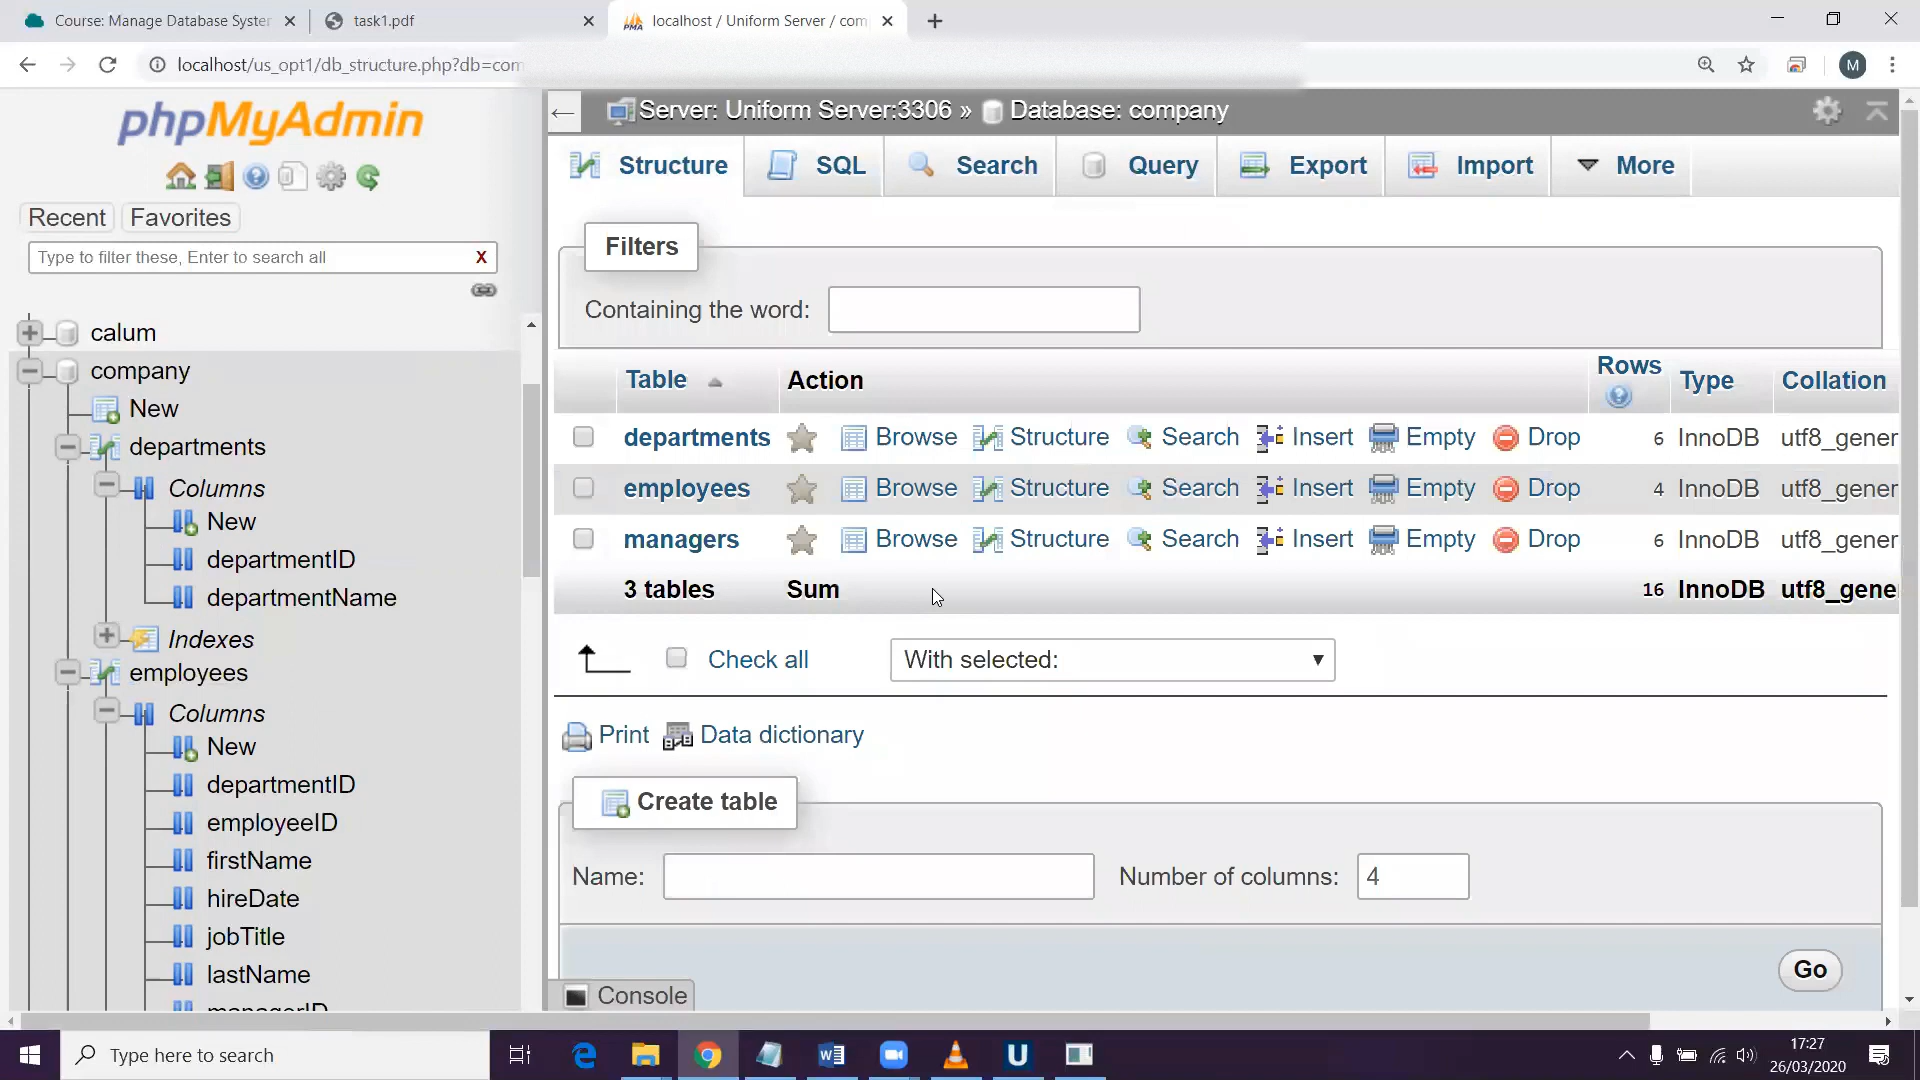 Course: Manage Database Syster
task1.pdf
localhost / Uniform Server / com
localhost/us_opt1/db_structure.php?db=com
M
phpMyAdmin
Recent Favorites
Type to filter these, Enter to search all X
calum
company
New
departments
Columns
New
departmentID
departmentName
Indexes
employees
Columns
New
departmentID
employeeID
firstName
hireDate
jobTitle
lastName
managerID
Server: Uniform Server:3306 » Database: company
Structure SQL Search Query Export Import More
Filters
Containing the word:
Table Action Rows Type Collation
departments Browse Structure Search Insert Empty Drop 6 InnoDB utf8_gener
employees Browse Structure Search Insert Empty Drop 4 InnoDB utf8_gener
managers Browse Structure Search Insert Empty Drop 6 InnoDB utf8_gener
3 tables Sum 16 InnoDB utf8_gene
Check all With selected:
Print Data dictionary
Create table
Name: Number of columns: 4
Go
Console
Type here to search
17:27
26/03/2020